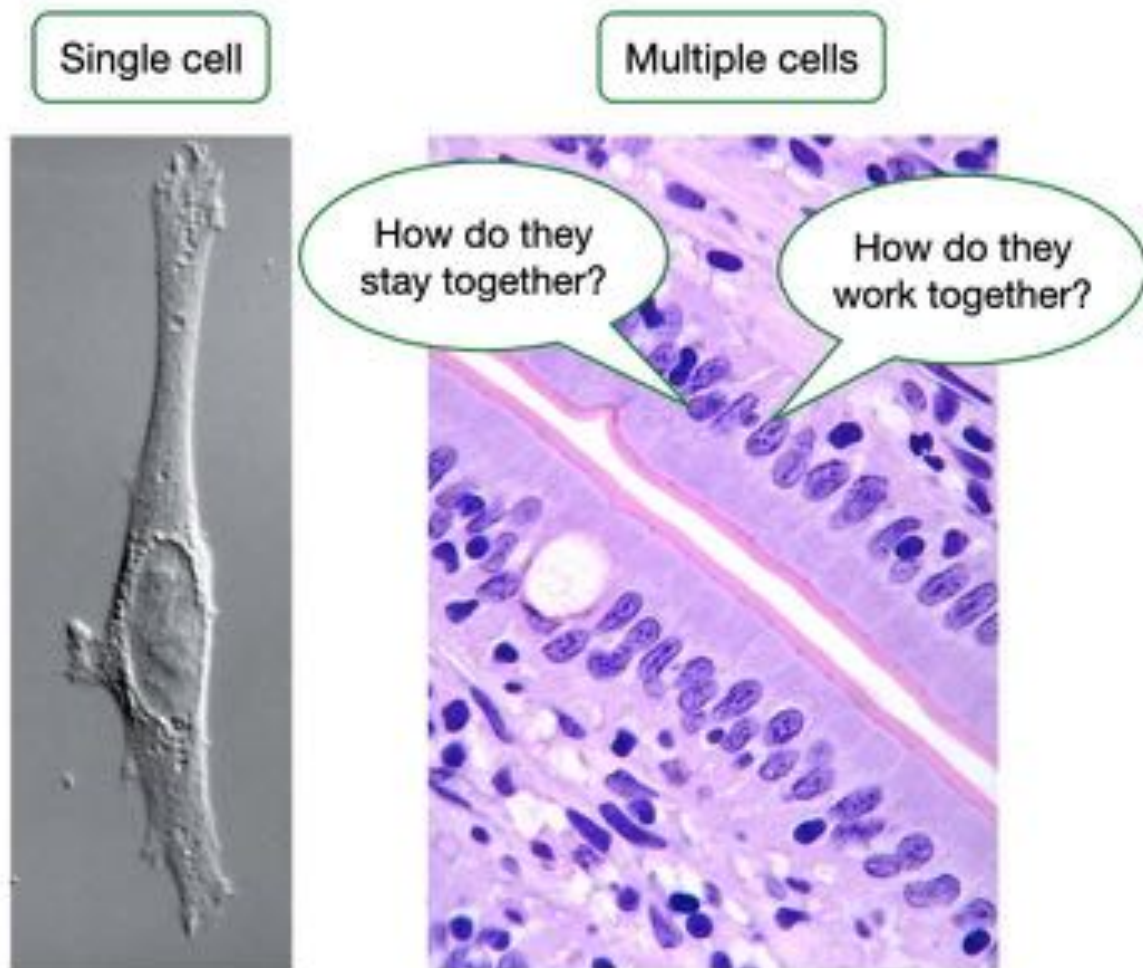 Single cell
Multiple cells
How do they
stay together?
How do they
work together?